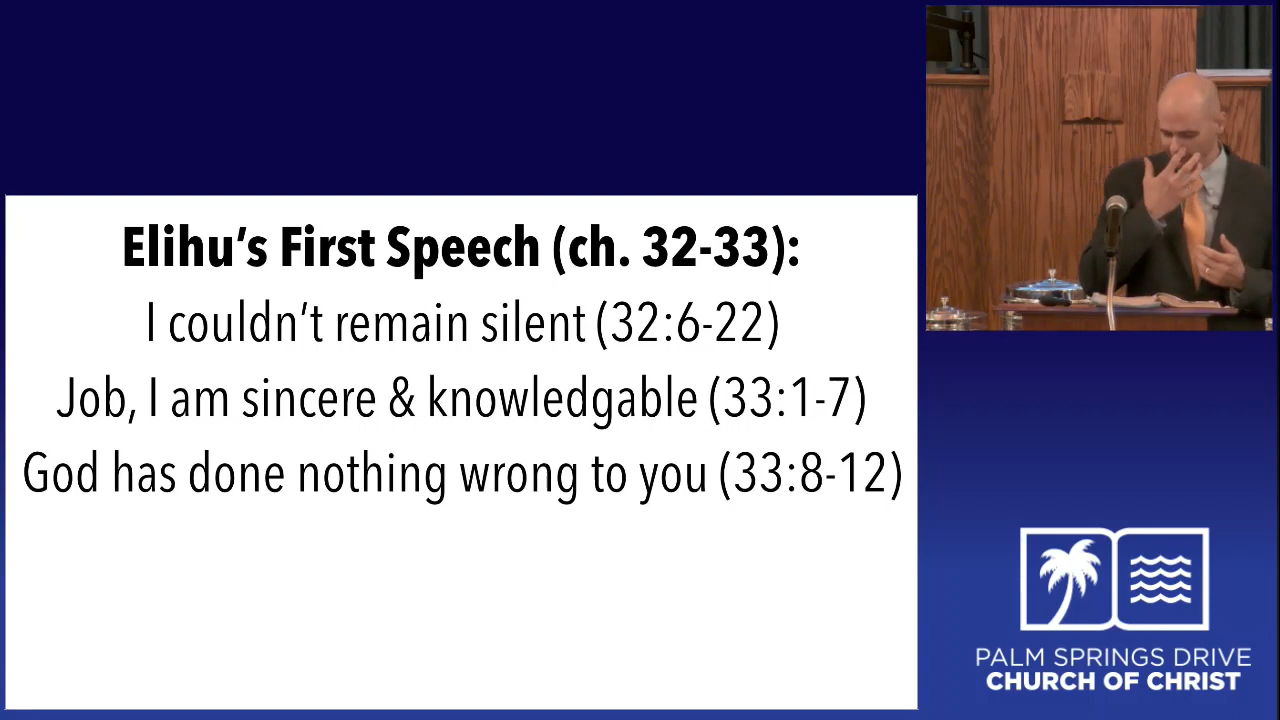 Elihu’s First Speech (ch. 32-33):
I couldn’t remain silent (32:6-22)
Job, I am sincere & knowledgable (33:1-7)
God has done nothing wrong to you (33:8-12)
PALM SPRINGS DRIVE
CHURCH OF CHRIST